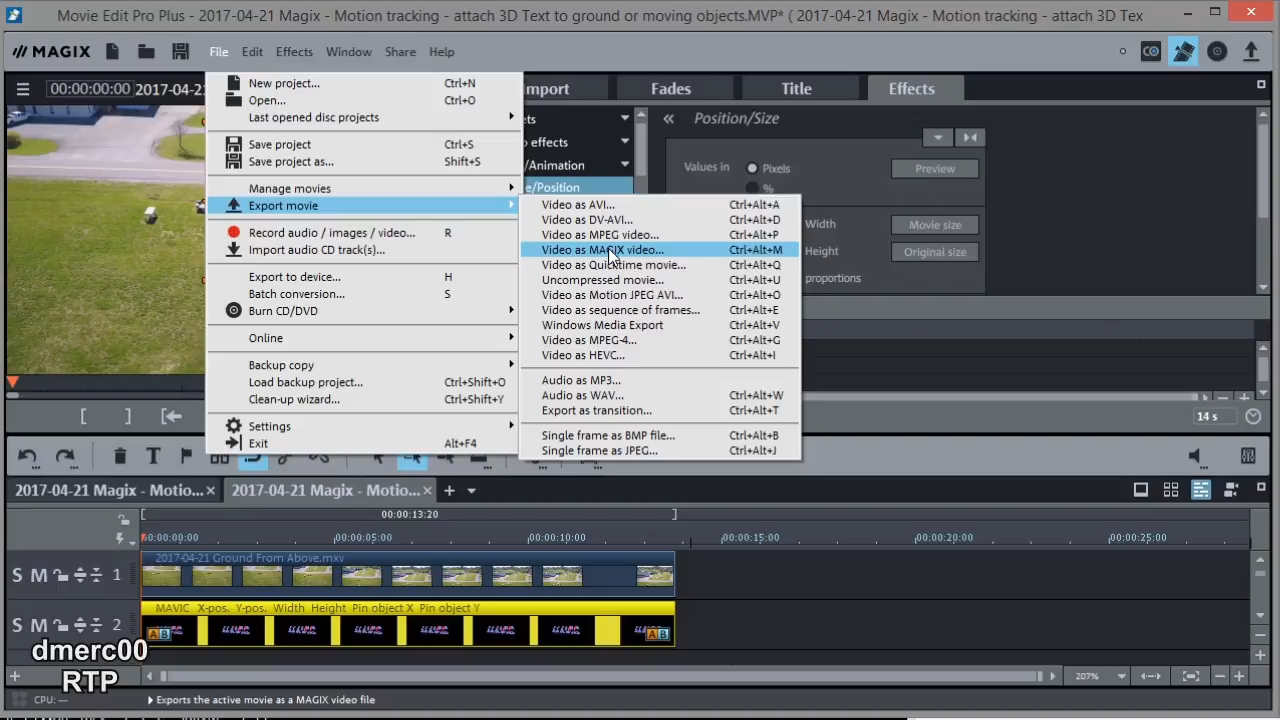 Movie Edit Pro Plus - 2017-04-21 Magix - Motion tracking - attach 3D Text to ground or moving objects.MVP* ( 2017-04-21 Magix - Motion tracking - attach 3D Tex
MAGIX File Edit Effects Window Share Help
00:00:00:00 2017-04-2
New project... Ctrl+N
Open... Ctrl+O
Last opened disc projects
Save project Ctrl+S
Save project as... Shift+S
Manage movies
Export movie
Record audio / images / video... R
Import audio CD track(s)...
Export to device... H
Batch conversion... S
Burn CD/DVD
Online
Backup copy
Load backup project... Ctrl+Shift+O
Clean-up wizard... Ctrl+Shift+Y
Settings
Exit Alt+F4
mport Fades Title Effects
ets
o effects
/Animation
e/Position
Position/Size
Values in Pixels Preview
%
Width Movie size
Height Original size
proportions
Video as AVI... Ctrl+Alt+A
Video as DV-AVI... Ctrl+Alt+D
Video as MPEG video... Ctrl+Alt+P
Video as MAGIX video... Ctrl+Alt+M
Video as Quicktime movie... Ctrl+Alt+Q
Uncompressed movie... Ctrl+Alt+U
Video as Motion JPEG AVI... Ctrl+Alt+O
Video as sequence of frames... Ctrl+Alt+E
Windows Media Export Ctrl+Alt+V
Video as MPEG-4... Ctrl+Alt+G
Video as HEVC... Ctrl+Alt+I
Audio as MP3...
Audio as WAV... Ctrl+Alt+W
Export as transition... Ctrl+Alt+T
Single frame as BMP file... Ctrl+Alt+B
Single frame as JPEG... Ctrl+Alt+J
14 s
2017-04-21 Magix - Motio... 2017-04-21 Magix - Motio...
00:00:13:20
00:00:00:00 00:00:05:00 00:00:10:00 00:00:15:00 00:00:20:00 00:00:25:00
2017-04-21 Ground From Above.mxv
S M 1
MAVIC X-pos. Y-pos. Width Height Pin object X Pin object Y
S M 2
dmerc00
RTP
207%
CPU: — Exports the active movie as a MAGIX video file